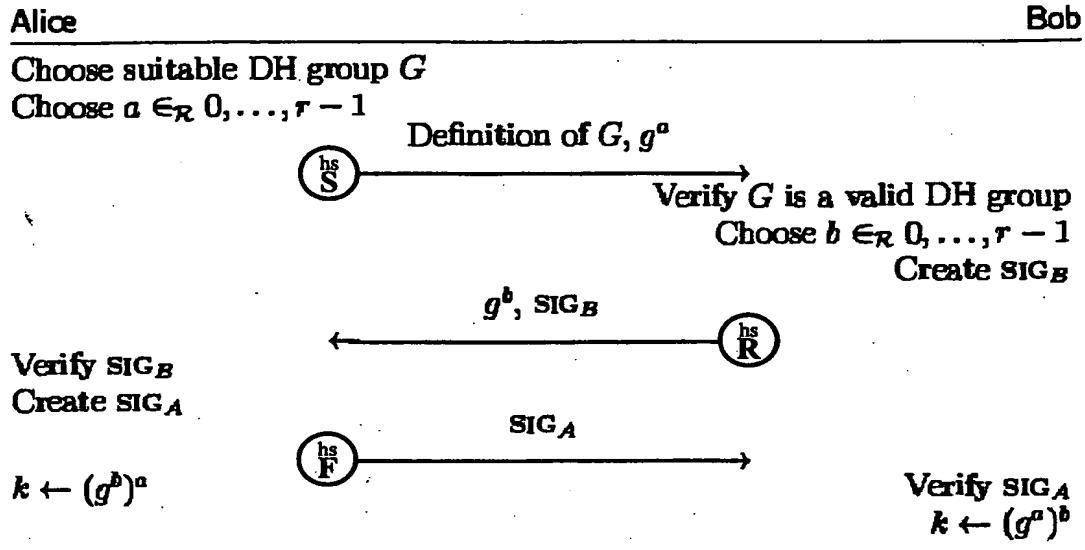 Alice Bob
Choose suitable DH group G
Choose a ∈_R 0, . . . , r − 1
Definition of G, g^a
hs
S
Verify G is a valid DH group
Choose b ∈_R 0, . . . , r − 1
Create SIG_B
g^b, SIG_B
hs
R
Verify SIG_B
Create SIG_A
SIG_A
hs
F
k ← (g^b)^a
Verify SIG_A
k ← (g^a)^b